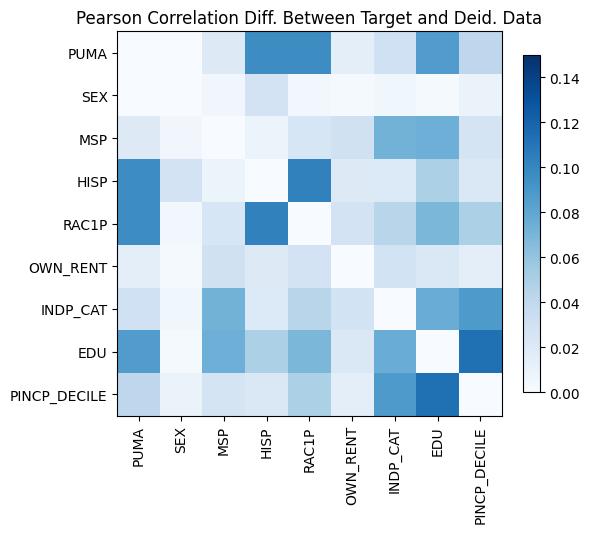 Pearson Correlation Diff. Between Target and Deid. Data
PUMA
SEX
MSP
HISP
RAC1P
OWN_RENT
INDP_CAT
EDU
PINCP_DECILE
PUMA
SEX
MSP
HISP
RAC1P
OWN_RENT
INDP_CAT
EDU
PINCP_DECILE
0.14
0.12
0.10
0.08
0.06
0.04
0.02
0.00